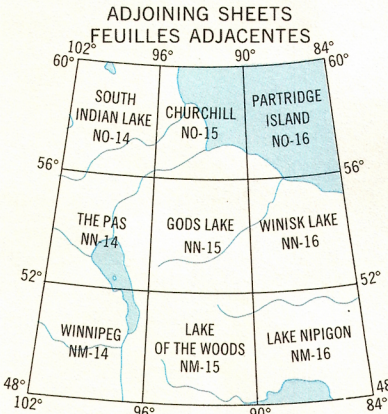 ADJOINING SHEETS
FEUILLES ADJACENTES
102° 96° 90° 84°
60° 60°
SOUTH
INDIAN LAKE
NO-14
CHURCHILL
NO-15
PARTRIDGE
ISLAND
NO-16
56° 56°
THE PAS
NN-14
GODS LAKE
NN-15
WINISK LAKE
NN-16
52° 52°
WINNIPEG
NM-14
LAKE
OF THE WOODS
NM-15
LAKE NIPIGON
NM-16
48° 48°
102° 96° 90° 84°